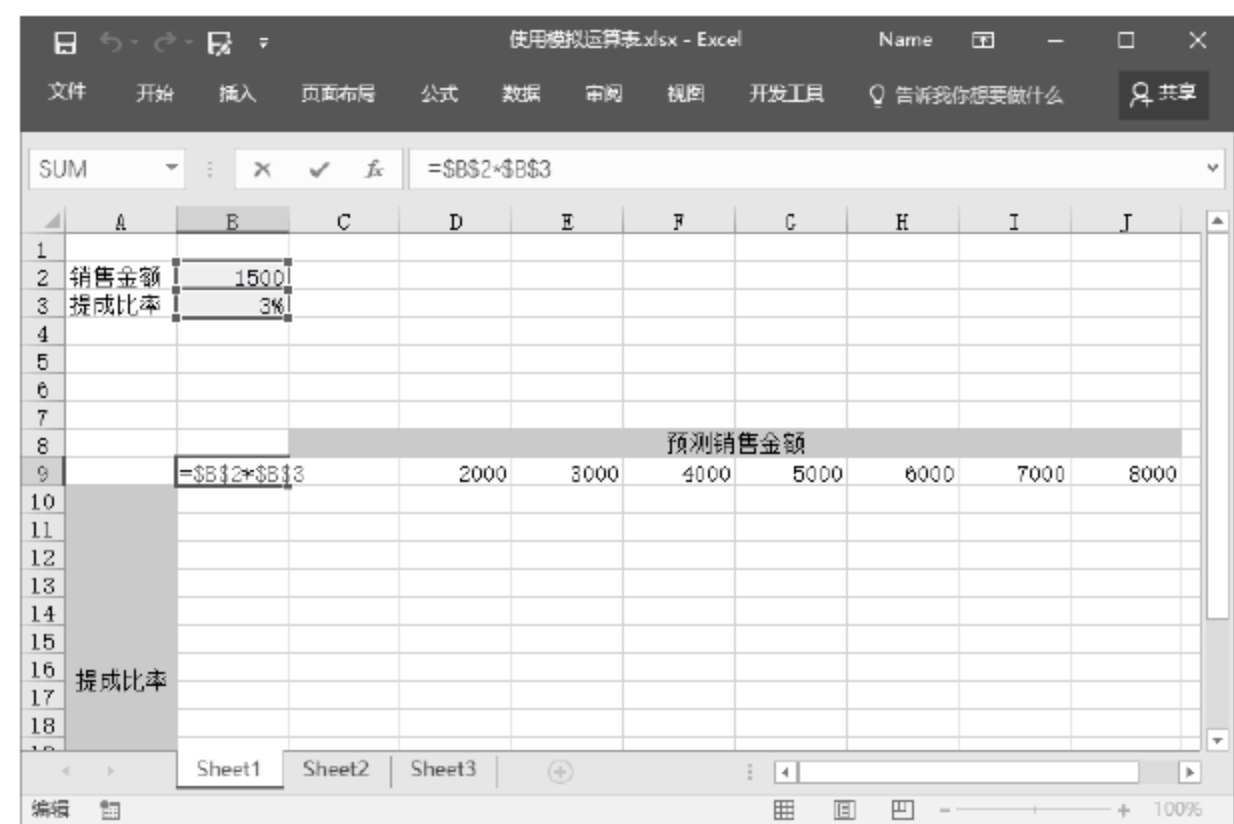 使用模拟运算表.xlsx - Excel Name
文件 开始 插入 页面布局 公式 数据 审阅 视图 开发工具 告诉我你想要做什么 共享
SUM fx =$B$2*$B$3
A B C D E F G H I J
1
2 销售金额 1500
3 提成比率 3%
4
5
6
7
8 预测销售金额
9 =$B$2*$B$3 2000 3000 4000 5000 6000 7000 8000
10
11
12
13
14
15
16
提成比率
17
18
Sheet1 Sheet2 Sheet3
编辑 100%